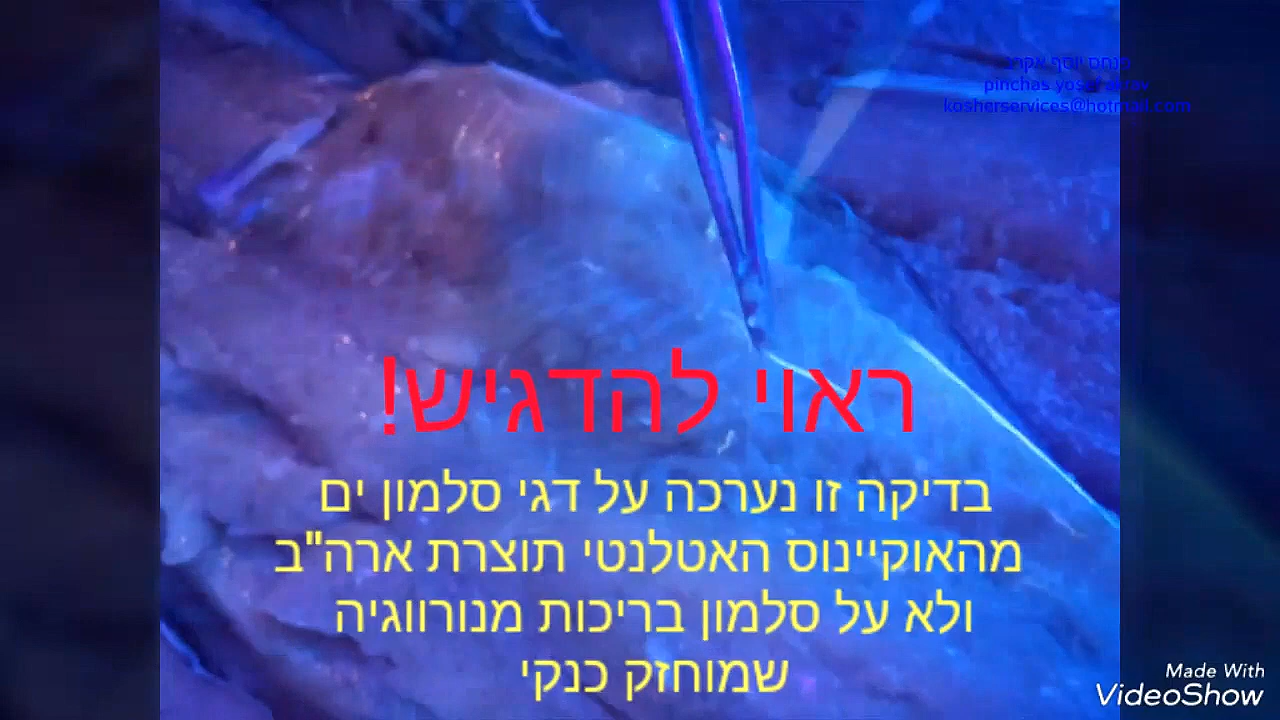 פנחס יוסף אקרב
pinchas yosef akrav
kosherservices@hotmail.com
ראוי להדגיש!
בדיקה זו נערכה על דגי סלמון ים
מהאוקיינוס האטלנטי תוצרת ארה"ב
ולא על סלמון בריכות מנורווגיה
שמוחזק כנקי
Made With
VideoShow